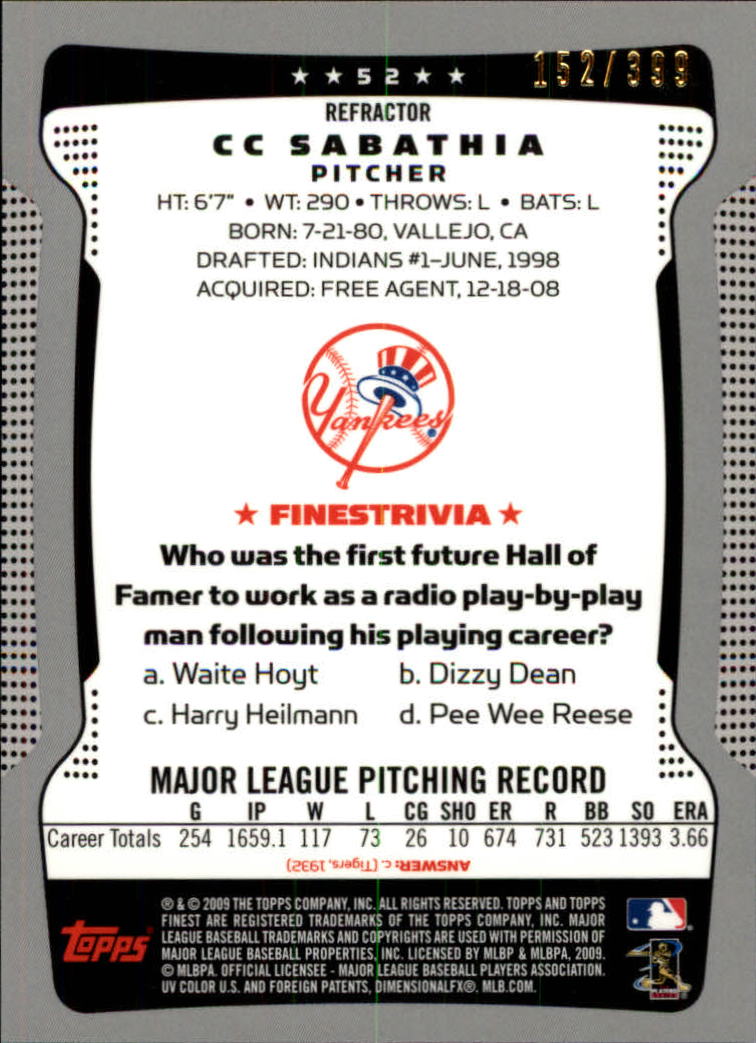 ★ ★ 52 ★ ★
152/399
REFRACTOR
CC SABATHIA
PITCHER
HT: 6'7" • WT: 290 • THROWS: L • BATS: L
BORN: 7-21-80, VALLEJO, CA
DRAFTED: INDIANS #1–JUNE, 1998
ACQUIRED: FREE AGENT, 12-18-08
Yankees®
★ FINESTRIVIA ★
Who was the first future Hall of
Famer to work as a radio play-by-play
man following his playing career?
a. Waite Hoyt b. Dizzy Dean
c. Harry Heilmann d. Pee Wee Reese
MAJOR LEAGUE PITCHING RECORD
G IP W L CG SHO ER R BB SO ERA
Career Totals 254 1659.1 117 73 26 10 674 731 523 1393 3.66
ANSWER: c. (Tigers, 1932)
Topps®
® & © 2009 THE TOPPS COMPANY, INC. ALL RIGHTS RESERVED. TOPPS AND TOPPS
FINEST ARE REGISTERED TRADEMARKS OF THE TOPPS COMPANY, INC. MAJOR
LEAGUE BASEBALL TRADEMARKS AND COPYRIGHTS ARE USED WITH PERMISSION OF
MAJOR LEAGUE BASEBALL PROPERTIES, INC. LICENSED BY MLBP & MLBPA, 2009.
© MLBPA. OFFICIAL LICENSEE - MAJOR LEAGUE BASEBALL PLAYERS ASSOCIATION.
UV COLOR U.S. AND FOREIGN PATENTS, DIMENSIONALFX®. MLB.COM.